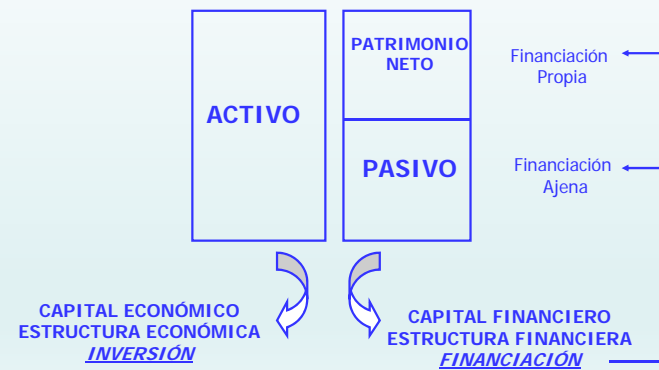 ACTIVO
PATRIMONIO
NETO
PASIVO
Financiación
Propia
Financiación
Ajena
CAPITAL ECONÓMICO
ESTRUCTURA ECONÓMICA
INVERSIÓN
CAPITAL FINANCIERO
ESTRUCTURA FINANCIERA
FINANCIACIÓN